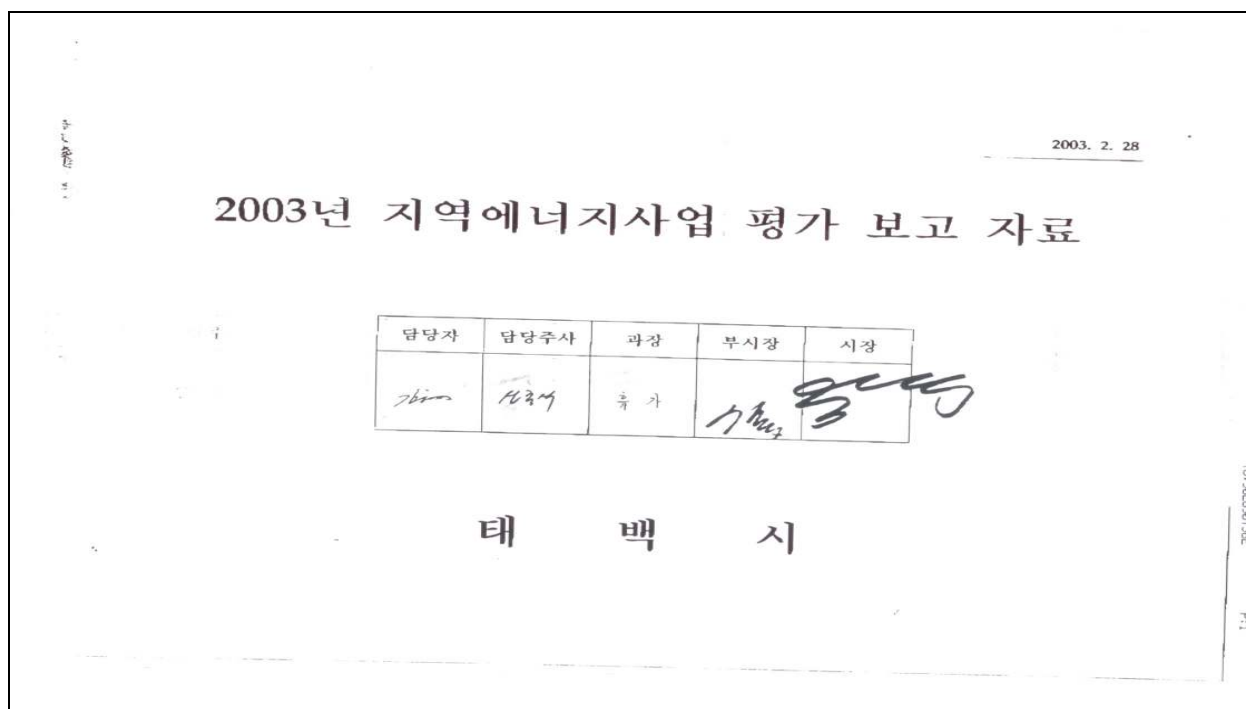 2003. 2. 28
2003년 지역에너지사업 평가 보고 자료
담당자 담당주사 과장 부시장 시장
휴 가
태 백 시